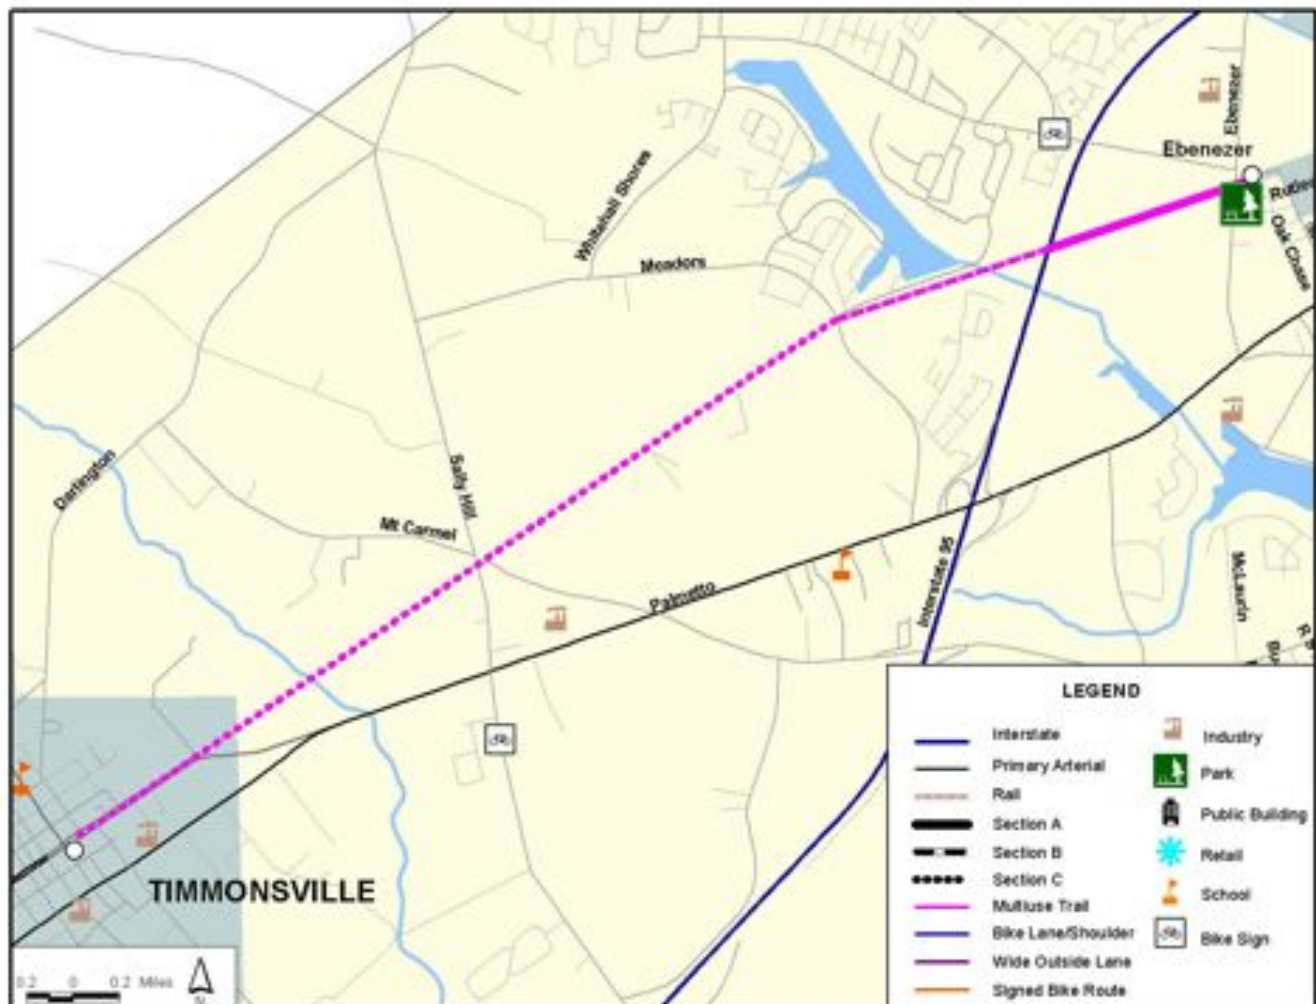 Ebenezer
Ebenezer
Oak Chase
Whitehall Shores
Meadors
Darlington
Sally Hill
Mt Carmel
Palmetto
Interstate 95
McLaurin
TIMMONSVILLE
0.2 0 0.2 Miles
N
LEGEND
Interstate
Primary Arterial
Rail
Section A
Section B
Section C
Multiuse Trail
Bike Lane/Shoulder
Wide Outside Lane
Signed Bike Route
Industry
Park
Public Building
Retail
School
Bike Sign